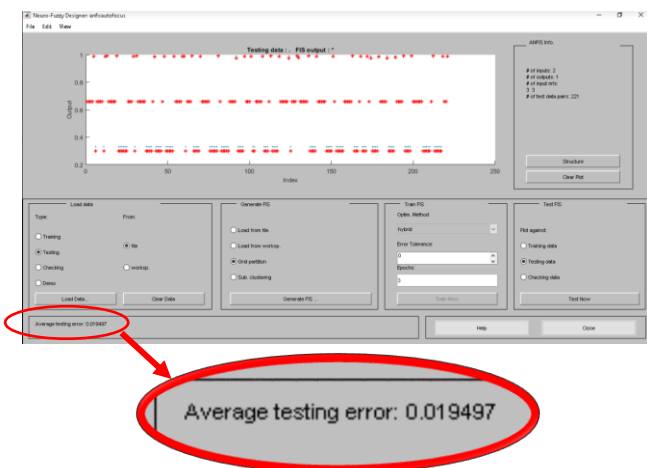 Neuro-Fuzzy Designer: anfisautofocus
File Edit View
Testing data : . FIS output : *
1
0.8
0.6
0.4
0.2
Output
0 50 100 150 200 250
Index
ANFIS Info.
# of inputs: 2
# of outputs: 1
# of input mfs:
3 3
# of test data pairs: 221
Structure
Clear Plot
Load data
Type:
From:
Training
Testing
Checking
Demo
file
worksp.
Load Data...
Clear Data
Generate FIS
Load from file
Load from worksp.
Grid partition
Sub. clustering
Generate FIS ...
Train FIS
Optim. Method:
hybrid
Error Tolerance:
0
Epochs:
3
Train Now
Test FIS
Plot against:
Training data
Testing data
Checking data
Test Now
Average testing error: 0.019497
Help
Close
Average testing error: 0.019497